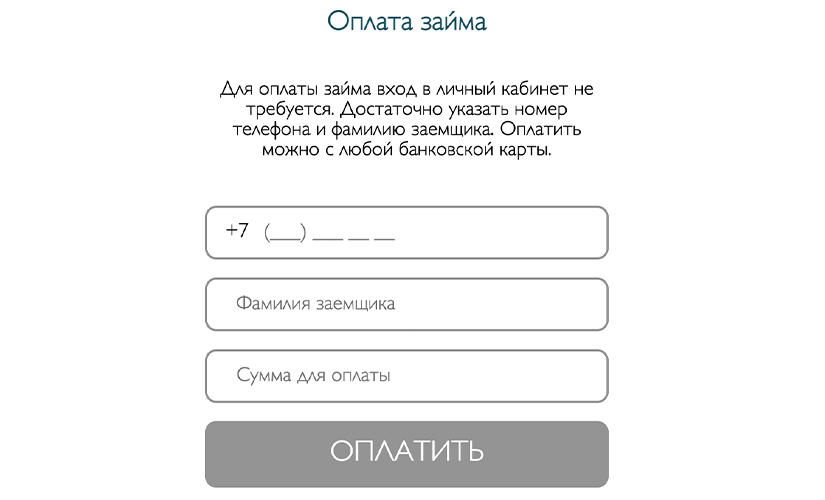 Оплата займа
Для оплаты займа вход в личный кабинет не
требуется. Достаточно указать номер
телефона и фамилию заемщика. Оплатить
можно с любой банковской карты.
+7 (___) ___ __ __
Фамилия заемщика
Сумма для оплаты
ОПЛАТИТЬ